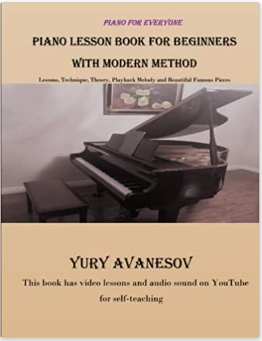 PIANO FOR EVERYONE
PIANO LESSON BOOK FOR BEGINNERS
WITH MODERN METHOD
Lessons, Technique, Theory, Playback Melody and Beautiful Famous Pieces
YURY AVANESOV
This book has video lessons and audio sound on YouTube
for self-teaching